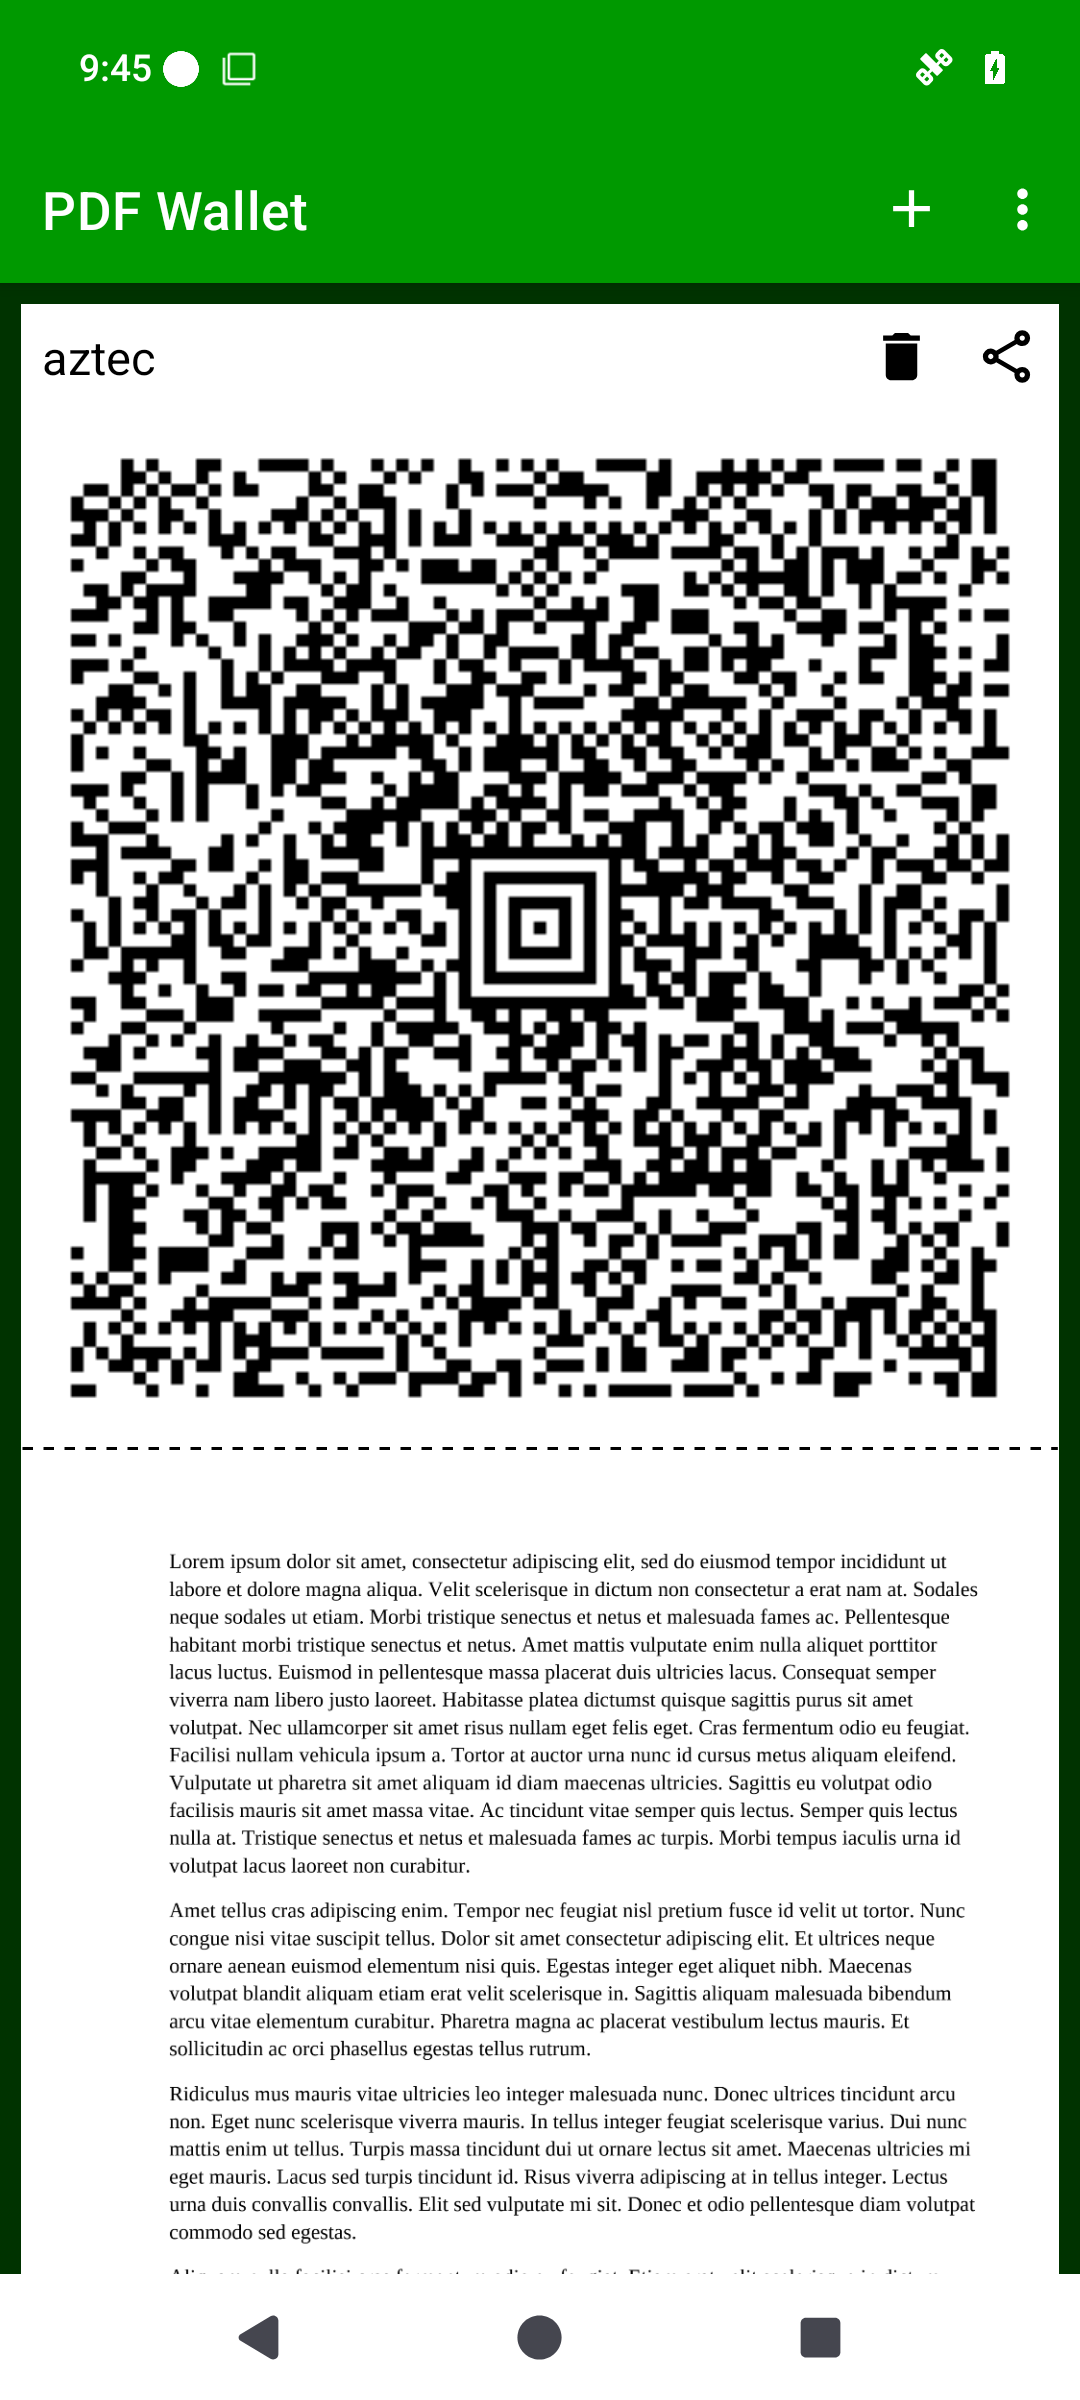 9:45
PDF Wallet
aztec
Lorem ipsum dolor sit amet, consectetur adipiscing elit, sed do eiusmod tempor incididunt ut
labore et dolore magna aliqua. Velit scelerisque in dictum non consectetur a erat nam at. Sodales
neque sodales ut etiam. Morbi tristique senectus et netus et malesuada fames ac. Pellentesque
habitant morbi tristique senectus et netus. Amet mattis vulputate enim nulla aliquet porttitor
lacus luctus. Euismod in pellentesque massa placerat duis ultricies lacus. Consequat semper
viverra nam libero justo laoreet. Habitasse platea dictumst quisque sagittis purus sit amet
volutpat. Nec ullamcorper sit amet risus nullam eget felis eget. Cras fermentum odio eu feugiat.
Facilisi nullam vehicula ipsum a. Tortor at auctor urna nunc id cursus metus aliquam eleifend.
Vulputate ut pharetra sit amet aliquam id diam maecenas ultricies. Sagittis eu volutpat odio
facilisis mauris sit amet massa vitae. Ac tincidunt vitae semper quis lectus. Semper quis lectus
nulla at. Tristique senectus et netus et malesuada fames ac turpis. Morbi tempus iaculis urna id
volutpat lacus laoreet non curabitur.
Amet tellus cras adipiscing enim. Tempor nec feugiat nisl pretium fusce id velit ut tortor. Nunc
congue nisi vitae suscipit tellus. Dolor sit amet consectetur adipiscing elit. Et ultrices neque
ornare aenean euismod elementum nisi quis. Egestas integer eget aliquet nibh. Maecenas
volutpat blandit aliquam etiam erat velit scelerisque in. Sagittis aliquam malesuada bibendum
arcu vitae elementum curabitur. Pharetra magna ac placerat vestibulum lectus mauris. Et
sollicitudin ac orci phasellus egestas tellus rutrum.
Ridiculus mus mauris vitae ultricies leo integer malesuada nunc. Donec ultrices tincidunt arcu
non. Eget nunc scelerisque viverra mauris. In tellus integer feugiat scelerisque varius. Dui nunc
mattis enim ut tellus. Turpis massa tincidunt dui ut ornare lectus sit amet. Maecenas ultricies mi
eget mauris. Lacus sed turpis tincidunt id. Risus viverra adipiscing at in tellus integer. Lectus
urna duis convallis convallis. Elit sed vulputate mi sit. Donec et odio pellentesque diam volutpat
commodo sed egestas.